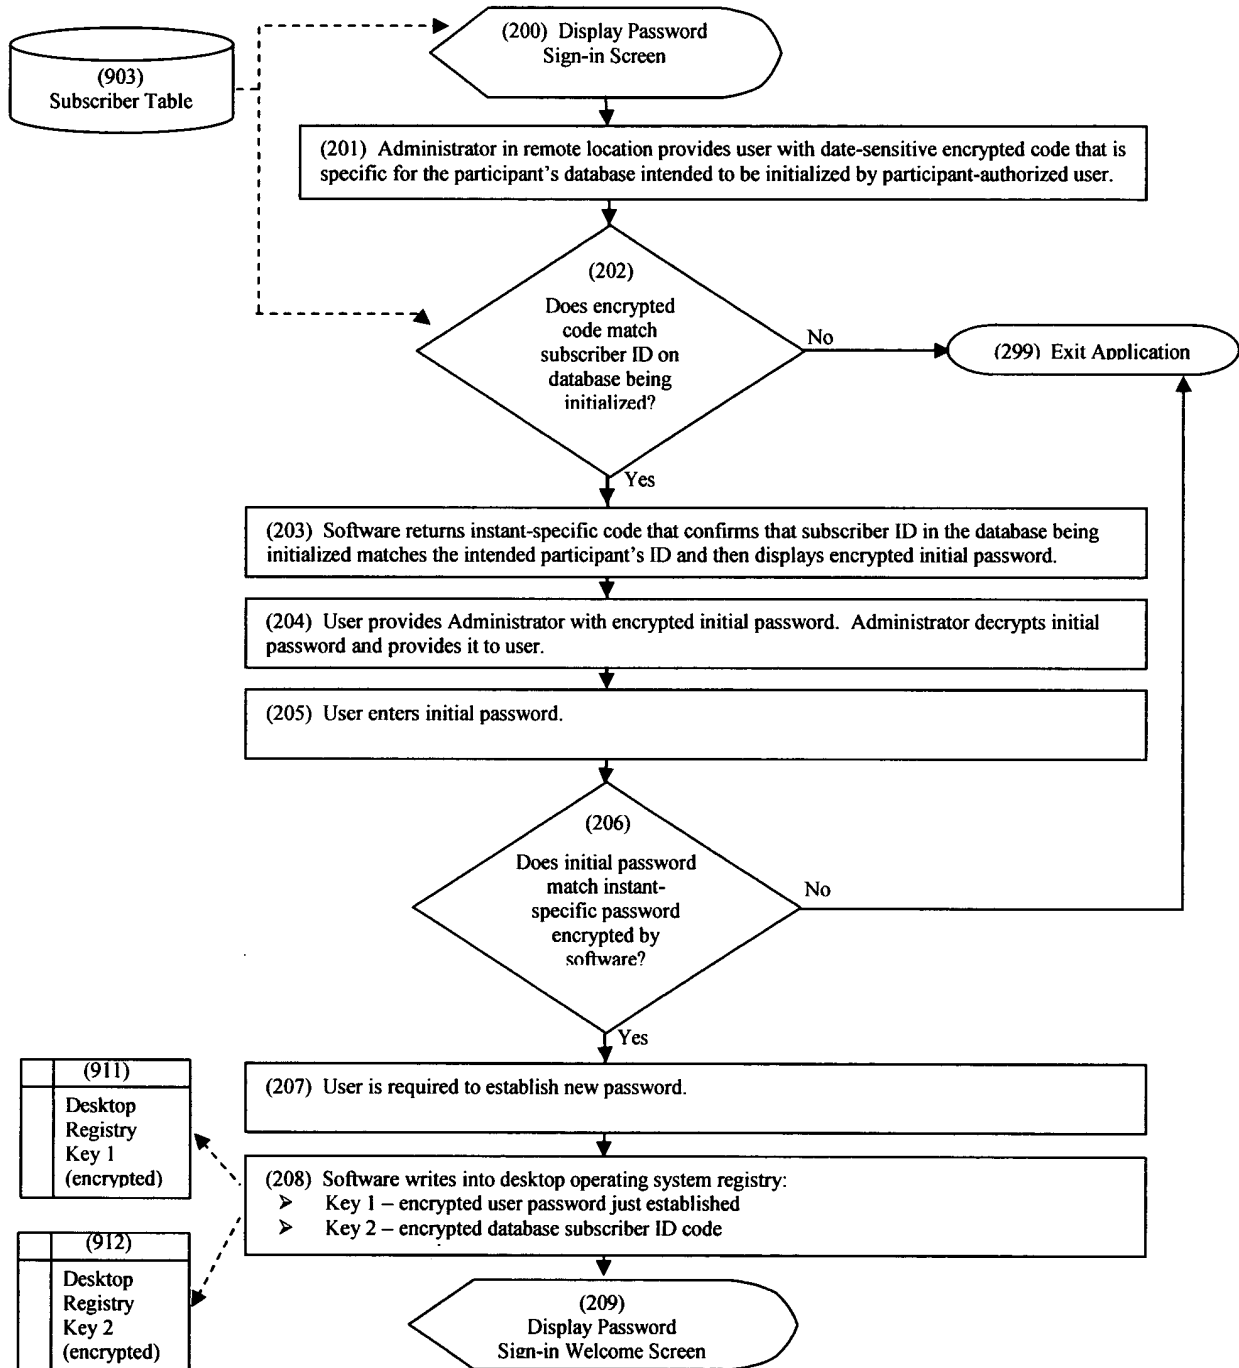 (200) Display Password
Sign-in Screen
(903)
Subscriber Table
(201) Administrator in remote location provides user with date-sensitive encrypted code that is
specific for the participant's database intended to be initialized by participant-authorized user.
(202)
Does encrypted
code match
subscriber ID on
database being
initialized?
No
(299) Exit Application
Yes
(203) Software returns instant-specific code that confirms that subscriber ID in the database being
initialized matches the intended participant's ID and then displays encrypted initial password.
(204) User provides Administrator with encrypted initial password. Administrator decrypts initial
password and provides it to user.
(205) User enters initial password.
(206)
Does initial password
match instant-
specific password
encrypted by
software?
No
Yes
(207) User is required to establish new password.
(911)
Desktop
Registry
Key 1
(encrypted)
(208) Software writes into desktop operating system registry:
➢ Key 1 – encrypted user password just established
➢ Key 2 – encrypted database subscriber ID code
(912)
Desktop
Registry
Key 2
(encrypted)
(209)
Display Password
Sign-in Welcome Screen